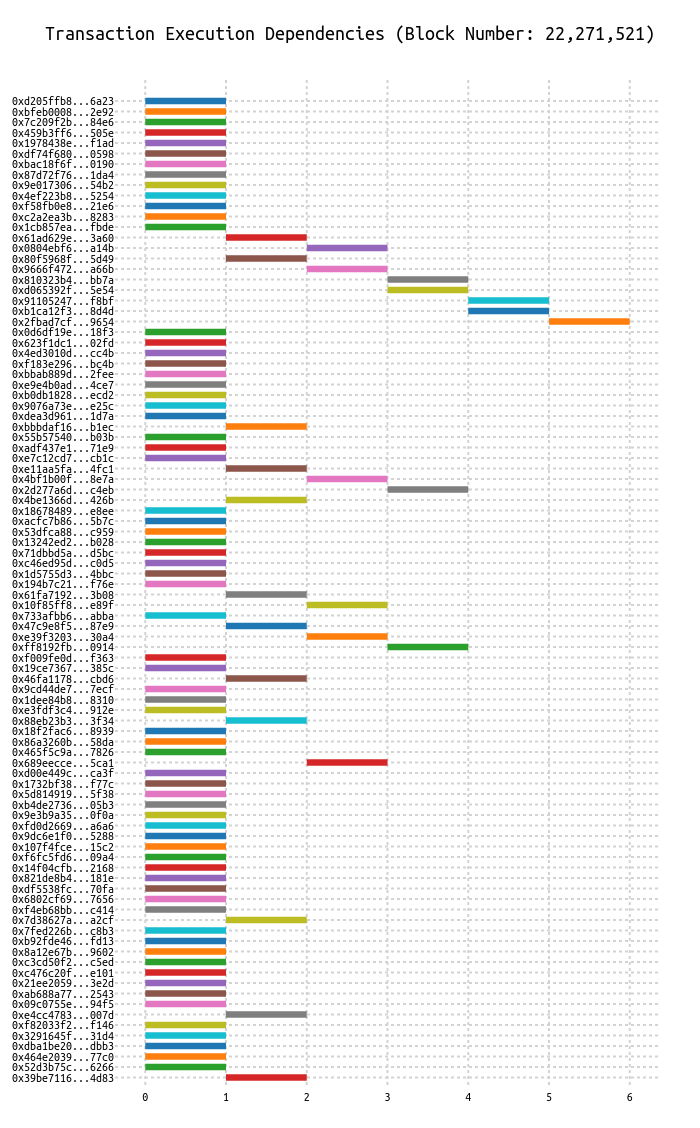 Transaction Execution Dependencies (Block Number: 22,271,521)
0xd205ffb8...6a23
0xbfeb0008...2e92
0x7c209f2b...84e6
0x459b3ff6...505e
0x1978438e...f1ad
0xdf74f680...0598
0xbac18f6f...0190
0x87d72f76...1da4
0x9e017306...54b2
0x4ef223b8...5254
0xf58fb0e8...21e6
0xc2a2ea3b...8283
0x1cb857ea...fbde
0x61ad629e...3a60
0x0804ebf6...a14b
0x80f5968f...5d49
0x9666f472...a66b
0x810323b4...bb7a
0xd065392f...5e54
0x91105247...f8bf
0xb1ca12f3...8d4d
0x2fbad7cf...9654
0x0d6df19e...18f3
0x623f1dc1...02fd
0x4ed3010d...cc4b
0xf183e296...bc4b
0xbbab889d...2fee
0xe9e4b0ad...4ce7
0xb0db1828...ecd2
0x9076a73e...e25c
0xdea3d961...1d7a
0xbbbdaf16...b1ec
0x55b57540...b03b
0xadf437e1...71e9
0xe7c12cd7...cb1c
0xe11aa5fa...4fc1
0x4bf1b00f...8e7a
0x2d277a6d...c4eb
0x4be1366d...426b
0x18678489...e8ee
0xacfc7b86...5b7c
0x53dfca88...c959
0x13242ed2...b028
0x71dbbd5a...d5bc
0xc46ed95d...c0d5
0x1d5755d3...4bbc
0x194b7c21...f76e
0x61fa7192...3b08
0x10f85ff8...e89f
0x733afbb6...abba
0x47c9e8f5...87e9
0xe39f3203...30a4
0xff8192fb...0914
0xf009fe0d...f363
0x19ce7367...385c
0x46fa1178...cbd6
0x9cd44de7...7ecf
0x1dee84b8...8310
0xe3fdf3c4...912e
0x88eb23b3...3f34
0x18f2fac6...8939
0x86a3260b...58da
0x465f5c9a...7826
0x689eecce...5ca1
0xd00e449c...ca3f
0x1732bf38...f77c
0x5d814919...5f38
0xb4de2736...05b3
0x9e3b9a35...0f0a
0xfd0d2669...a6a6
0x9dc6e1f0...5288
0x107f4fce...15c2
0xf6fc5fd6...09a4
0x14f04cfb...2168
0x821de8b4...181e
0xdf5538fc...70fa
0x6802cf69...7656
0xf4eb68bb...c414
0x7d38627a...a2cf
0x7fed226b...c8b3
0xb92fde46...fd13
0x8a12e67b...9602
0xc3cd50f2...c5ed
0xc476c20f...e101
0x21ee2059...3e2d
0xab688a77...2543
0x09c0755e...94f5
0xe4cc4783...007d
0xf82033f2...f146
0x3291645f...31d4
0xdba1be20...dbb3
0x464e2039...77c0
0x52d3b75c...6266
0x39be7116...4d83
0 1 2 3 4 5 6